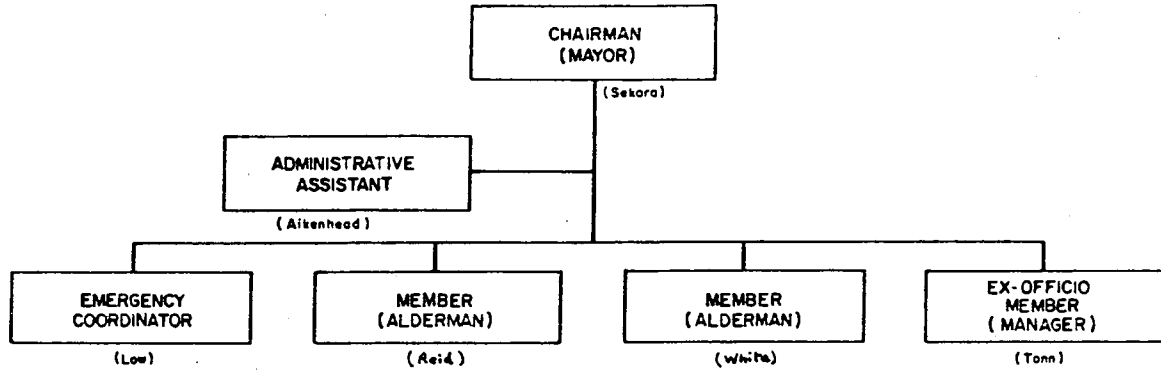 CHAIRMAN
(MAYOR)
(Sekora)
ADMINISTRATIVE
ASSISTANT
(Aikenhead)
EMERGENCY
COORDINATOR
(Low)
MEMBER
(ALDERMAN)
(Reid)
MEMBER
(ALDERMAN)
(White)
EX-OFFICIO
MEMBER
(MANAGER)
(Tonn)